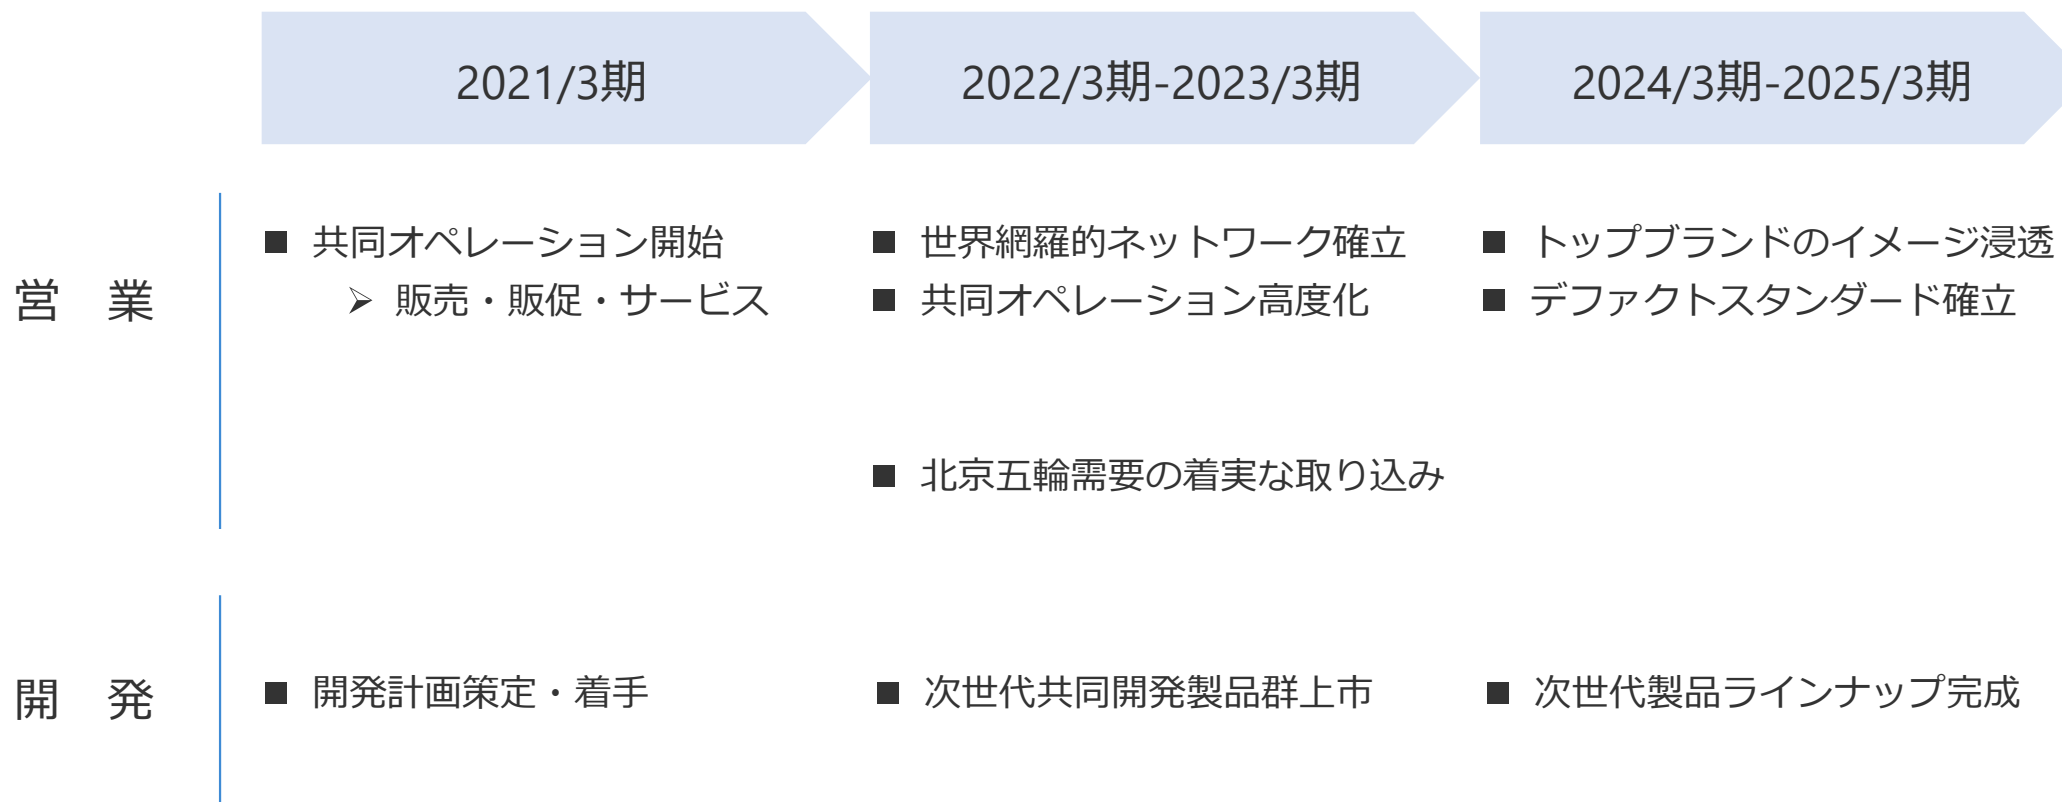 2021/3期
2022/3期-2023/3期
2024/3期-2025/3期
営　業
■ 共同オペレーション開始
➢ 販売・販促・サービス
■ 世界網羅的ネットワーク確立
■ 共同オペレーション高度化
■ 北京五輪需要の着実な取り込み
■ トップブランドのイメージ浸透
■ デファクトスタンダード確立
開　発
■ 開発計画策定・着手
■ 次世代共同開発製品群上市
■ 次世代製品ラインナップ完成